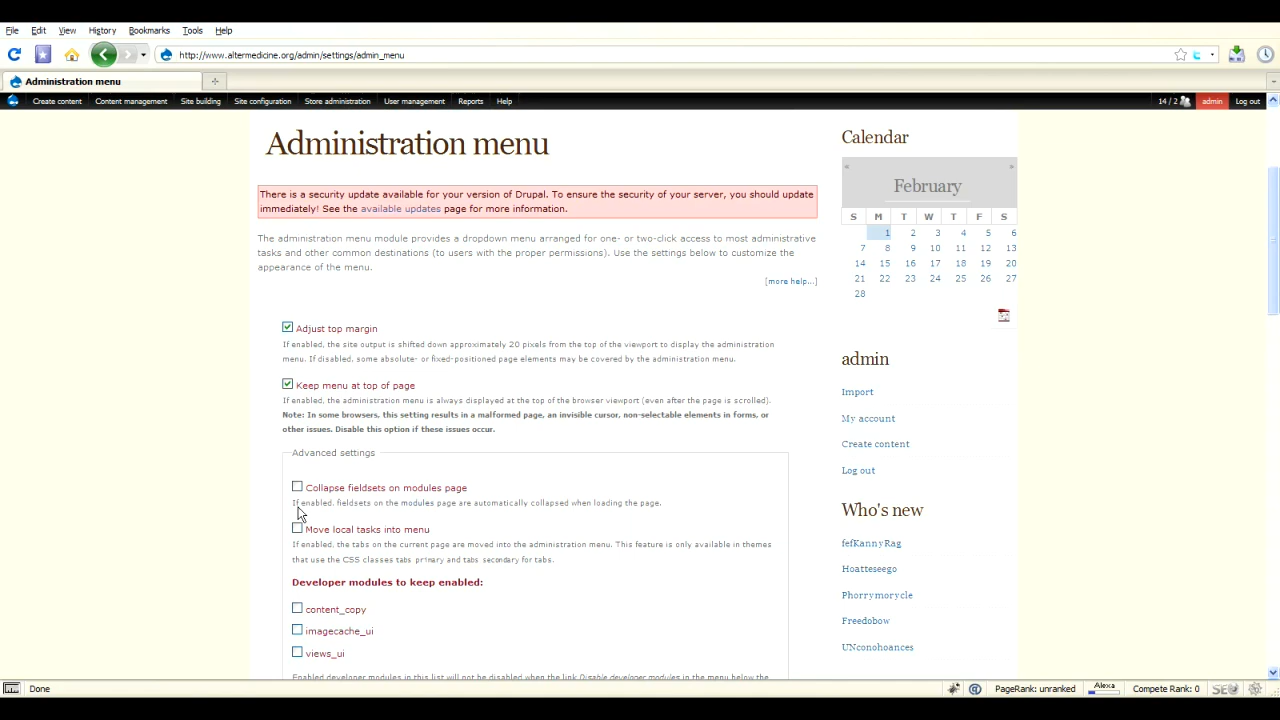 File Edit View History Bookmarks Tools Help
http://www.altermedicine.org/admin/settings/admin_menu
Administration menu
Create content Content management Site building Site configuration Store administration User management Reports Help 14 / 2 admin Log out
Administration menu
There is a security update available for your version of Drupal. To ensure the security of your server, you should update
immediately! See the available updates page for more information.
The administration menu module provides a dropdown menu arranged for one- or two-click access to most administrative
tasks and other common destinations (to users with the proper permissions). Use the settings below to customize the
appearance of the menu.
[more help...]
Adjust top margin
If enabled, the site output is shifted down approximately 20 pixels from the top of the viewport to display the administration
menu. If disabled, some absolute- or fixed-positioned page elements may be covered by the administration menu.
Keep menu at top of page
If enabled, the administration menu is always displayed at the top of the browser viewport (even after the page is scrolled).
Note: In some browsers, this setting results in a malformed page, an invisible cursor, non-selectable elements in forms, or
other issues. Disable this option if these issues occur.
Advanced settings
Collapse fieldsets on modules page
If enabled, fieldsets on the modules page are automatically collapsed when loading the page.
Move local tasks into menu
If enabled, the tabs on the current page are moved into the administration menu. This feature is only available in themes
that use the CSS classes tabs primary and tabs secondary for tabs.
Developer modules to keep enabled:
content_copy
imagecache_ui
views_ui
Enabled developer modules in this list will not be disabled when the link Disable developer modules in the menu below the
Calendar
February
S M T W T F S
1 2 3 4 5 6
7 8 9 10 11 12 13
14 15 16 17 18 19 20
21 22 23 24 25 26 27
28
admin
Import
My account
Create content
Log out
Who's new
fefKannyRag
Hoatteseego
Phorrymorycle
Freedobow
UNconohoances
Done PageRank: unranked Alexa Compete Rank: 0 SEO